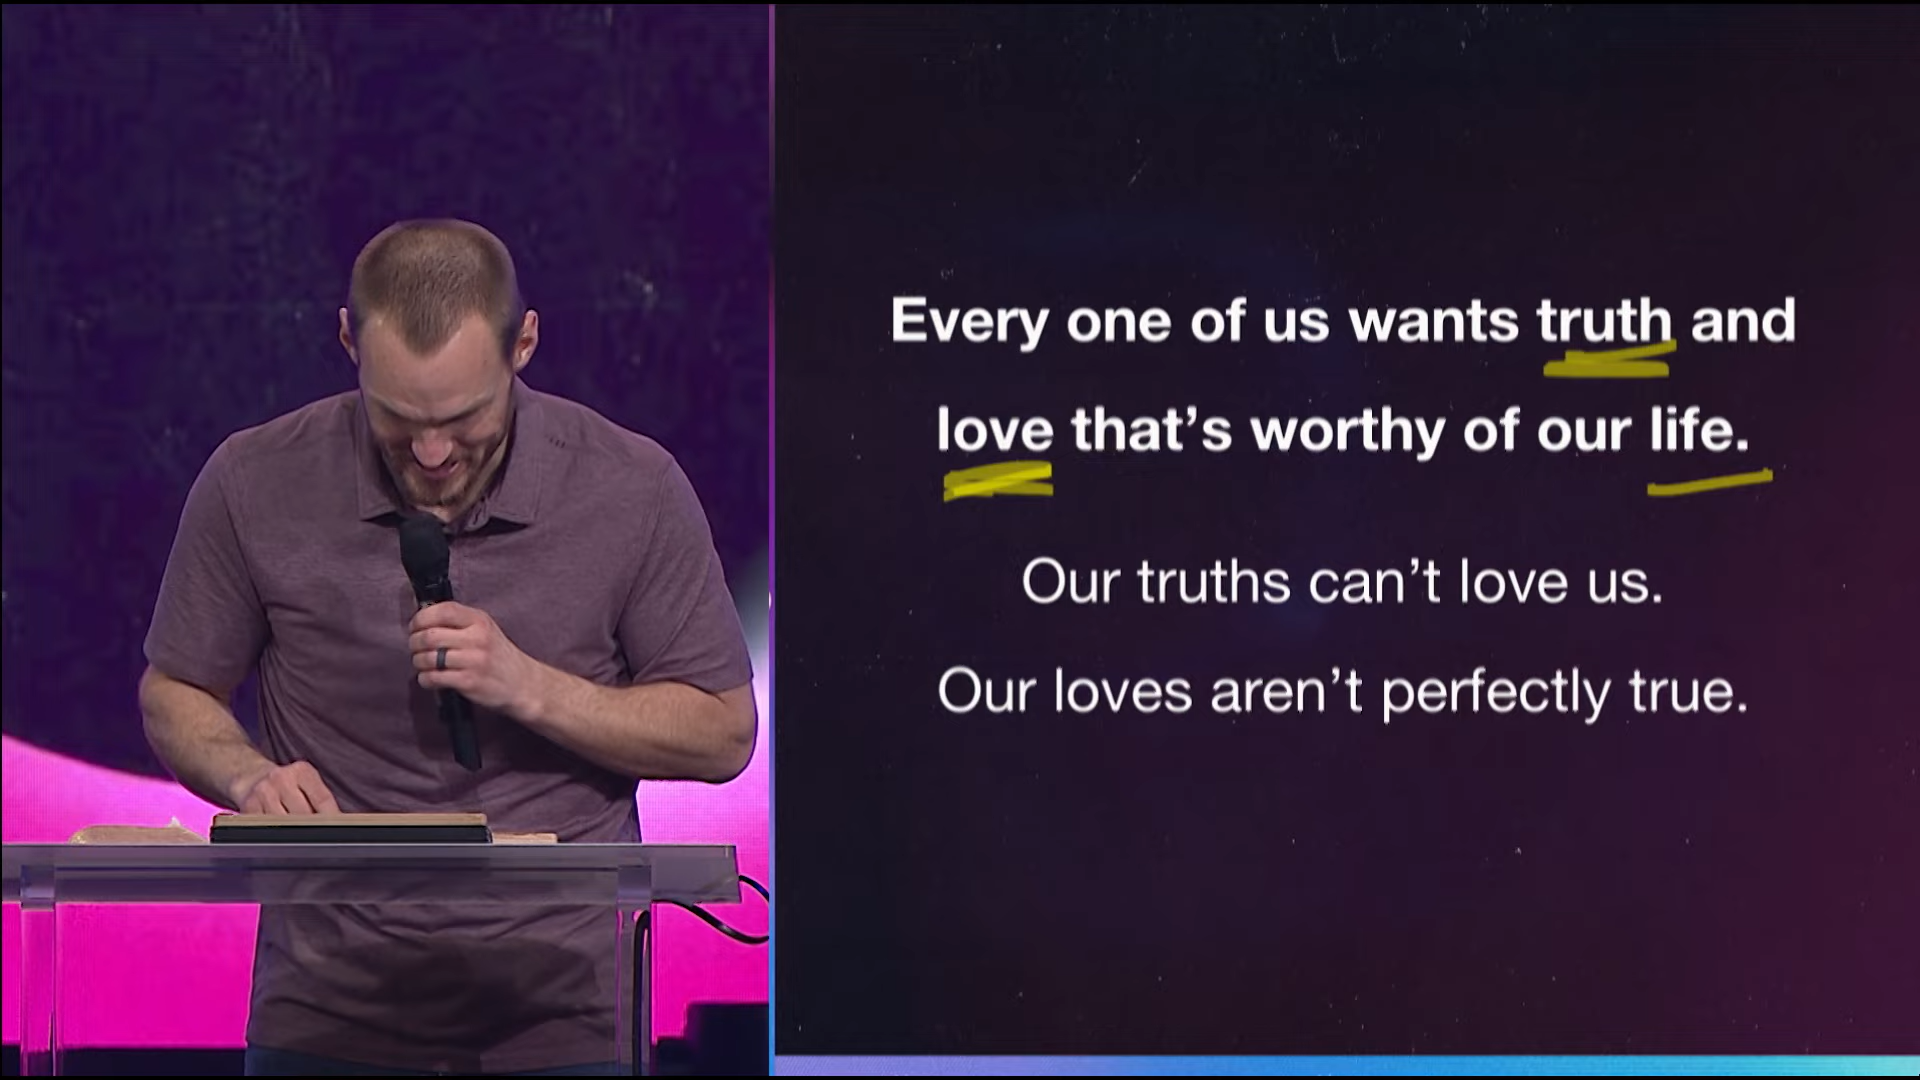 Every one of us wants truth and
love that’s worthy of our life.
Our truths can’t love us.
Our loves aren’t perfectly true.